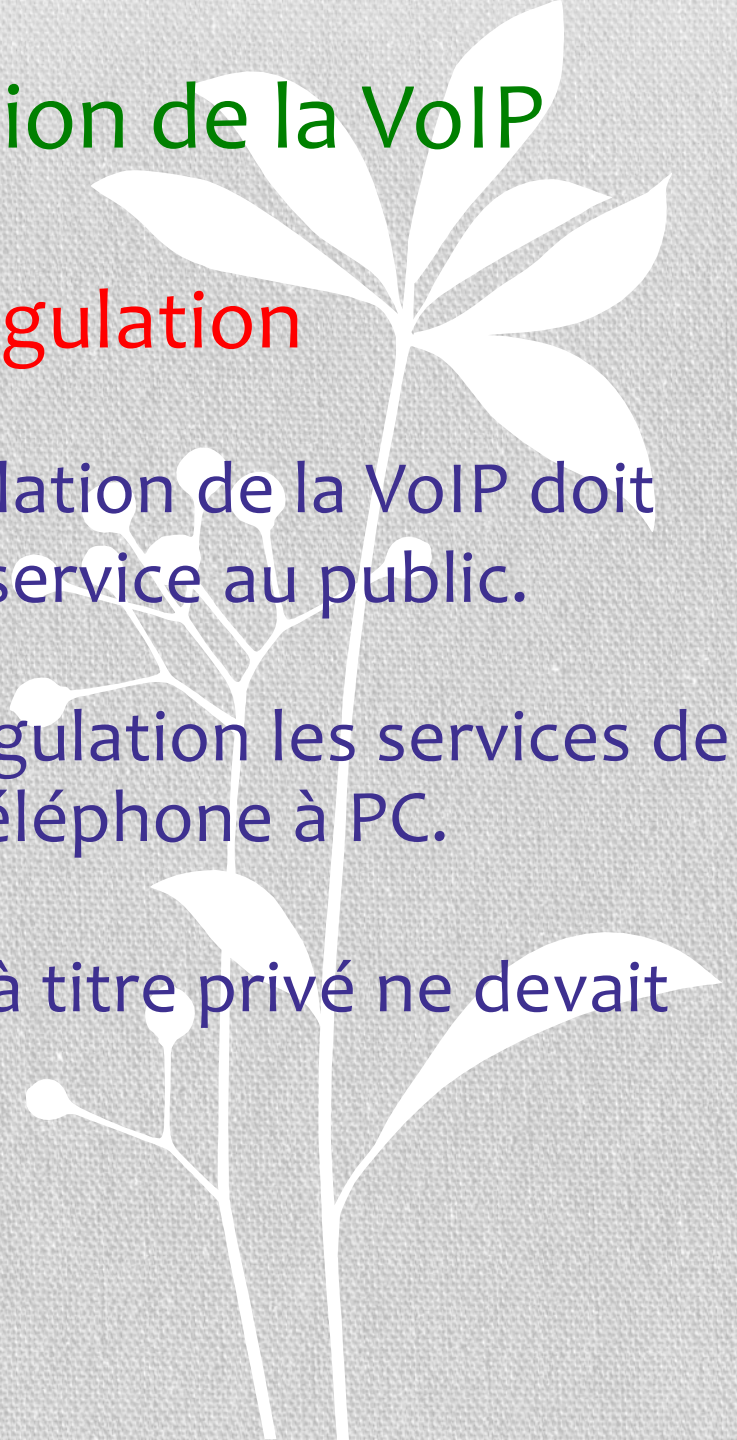 ion de la VoIP
gulation
lation de la VoIP doit
service au public.
gulation les services de
éléphone à PC.
à titre privé ne devait